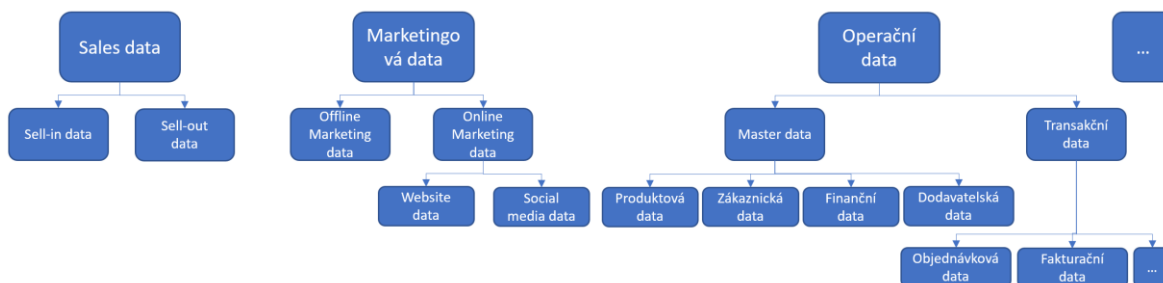 Sales data
Marketingo
vá data
Operační
data
...
Sell-in data
Sell-out
data
Offline
Marketing
data
Online
Marketing
data
Master data
Transakční
data
Website
data
Social
media data
Produktová
data
Zákaznická
data
Finanční
data
Dodavatelská
data
Objednávková
data
Fakturační
data
...